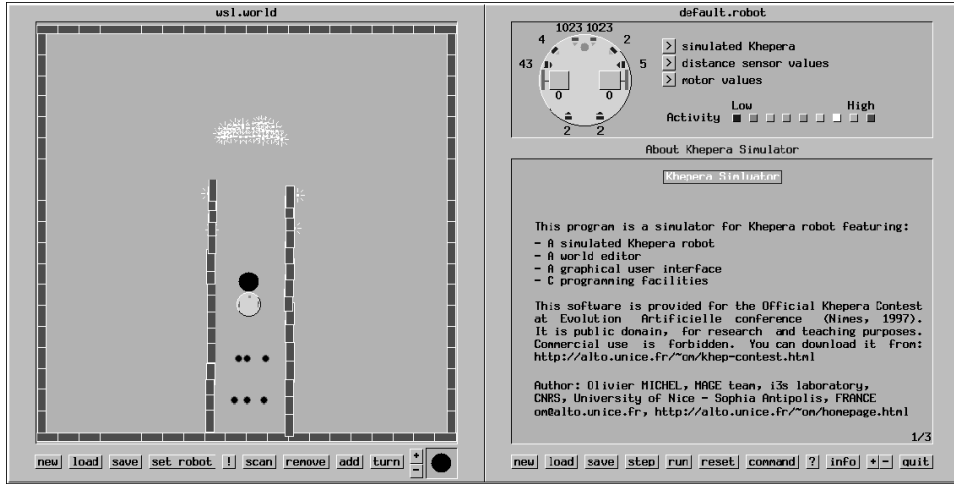 wsl.world
new load save set robot ! scan remove add turn + -
default.robot
1023 1023
4 2
43 5
0 0
2 2
> simulated Khepera
> distance sensor values
> motor values
Low High
Activity
About Khepera Simulator
Khepera Simluator
This program is a simulator for Khepera robot featuring:
- A simulated Khepera robot
- A world editor
- A graphical user interface
- C programming facilities
This software is provided for the Official Khepera Contest
at Evolution Artificielle conference (Nimes, 1997).
It is public domain, for research and teaching purposes.
Commercial use is forbidden. You can download it from:
http://alto.unice.fr/~om/khep-contest.html
Author: Olivier MICHEL, MAGE team, i3s laboratory,
CNRS, University of Nice - Sophia Antipolis, FRANCE
om@alto.unice.fr, http://alto.unice.fr/~om/homepage.html
1/3
new load save step run reset command ? info + - quit